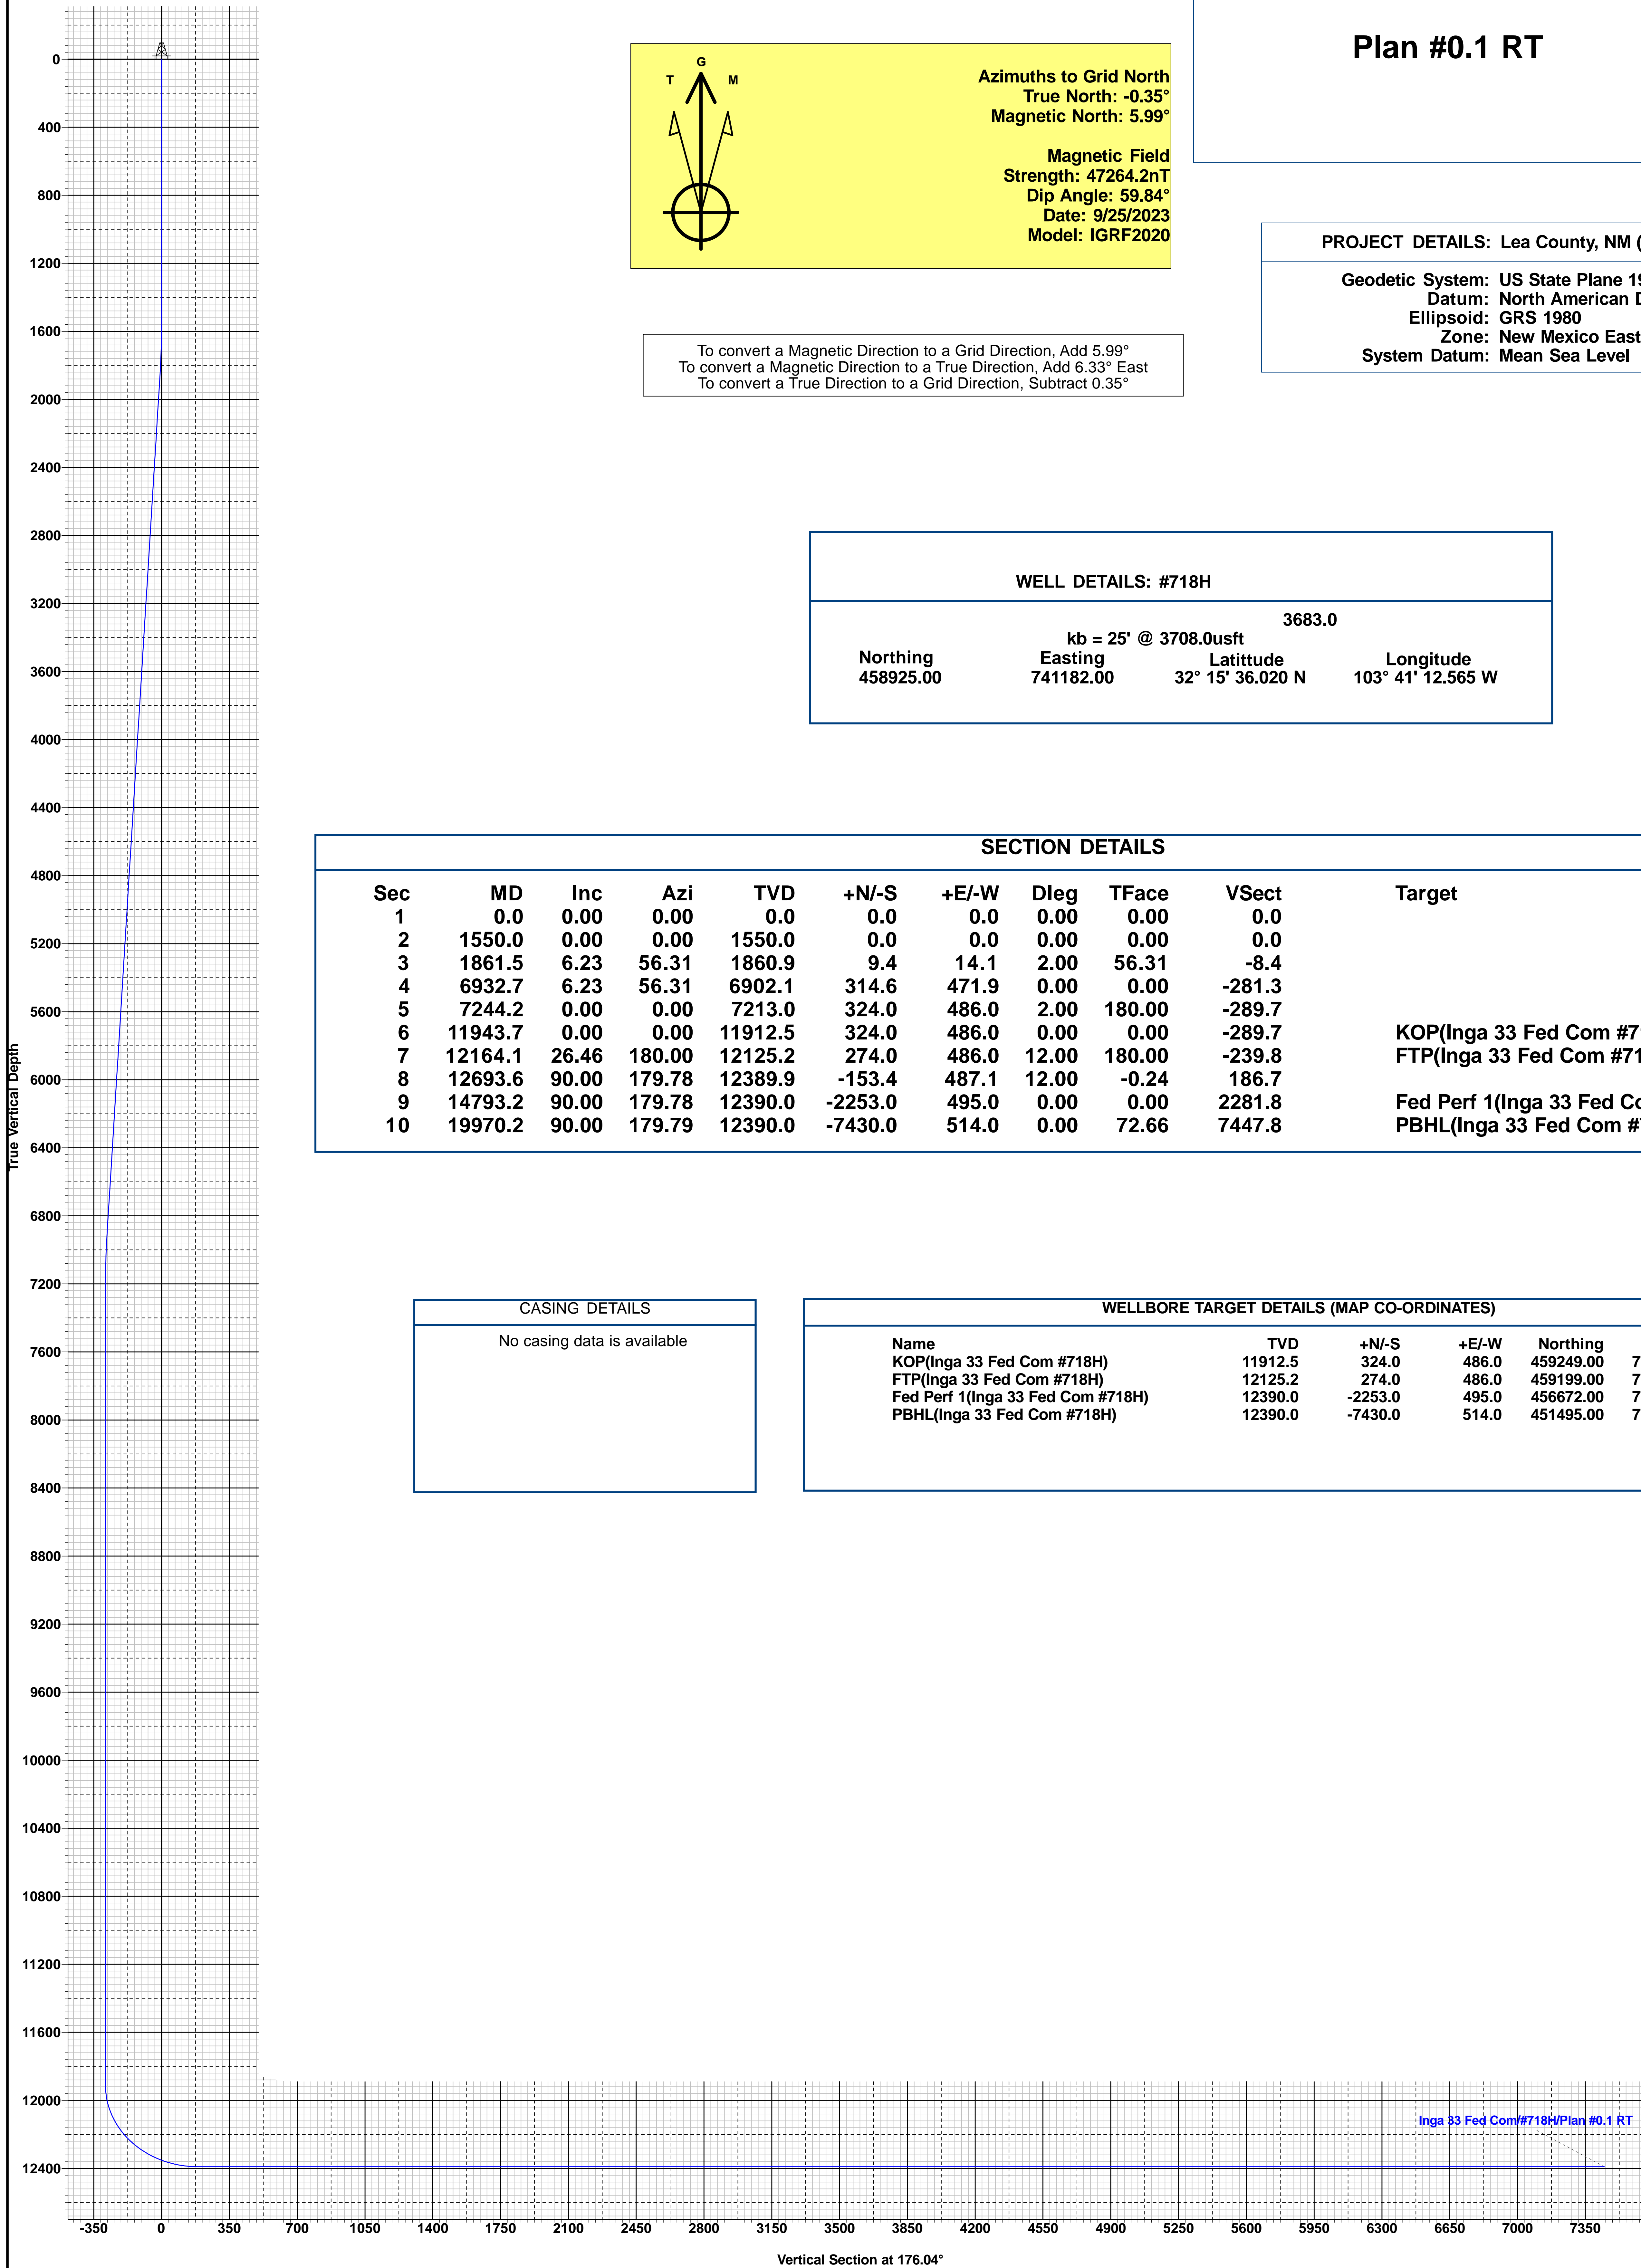 Plan #0.1 RT
G
T M
Azimuths to Grid North
True North: -0.35°
Magnetic North: 5.99°
Magnetic Field
Strength: 47264.2nT
Dip Angle: 59.84°
Date: 9/25/2023
Model: IGRF2020
PROJECT DETAILS: Lea County, NM (
Geodetic System: US State Plane 19
Datum: North American D
Ellipsoid: GRS 1980
Zone: New Mexico East
System Datum: Mean Sea Level
To convert a Magnetic Direction to a Grid Direction, Add 5.99°
To convert a Magnetic Direction to a True Direction, Add 6.33° East
To convert a True Direction to a Grid Direction, Subtract 0.35°
WELL DETAILS: #718H
3683.0
kb = 25' @ 3708.0usft
Northing Easting Latittude Longitude
458925.00 741182.00 32° 15' 36.020 N 103° 41' 12.565 W
SECTION DETAILS
Sec MD Inc Azi TVD +N/-S +E/-W Dleg TFace VSect Target
1 0.0 0.00 0.00 0.0 0.0 0.0 0.00 0.00 0.0
2 1550.0 0.00 0.00 1550.0 0.0 0.0 0.00 0.00 0.0
3 1861.5 6.23 56.31 1860.9 9.4 14.1 2.00 56.31 -8.4
4 6932.7 6.23 56.31 6902.1 314.6 471.9 0.00 0.00 -281.3
5 7244.2 0.00 0.00 7213.0 324.0 486.0 2.00 180.00 -289.7
6 11943.7 0.00 0.00 11912.5 324.0 486.0 0.00 0.00 -289.7 KOP(Inga 33 Fed Com #71
7 12164.1 26.46 180.00 12125.2 274.0 486.0 12.00 180.00 -239.8 FTP(Inga 33 Fed Com #71
8 12693.6 90.00 179.78 12389.9 -153.4 487.1 12.00 -0.24 186.7
9 14793.2 90.00 179.78 12390.0 -2253.0 495.0 0.00 0.00 2281.8 Fed Perf 1(Inga 33 Fed Co
10 19970.2 90.00 179.79 12390.0 -7430.0 514.0 0.00 72.66 7447.8 PBHL(Inga 33 Fed Com #7
CASING DETAILS
No casing data is available
WELLBORE TARGET DETAILS (MAP CO-ORDINATES)
Name TVD +N/-S +E/-W Northing
KOP(Inga 33 Fed Com #718H) 11912.5 324.0 486.0 459249.00 7
FTP(Inga 33 Fed Com #718H) 12125.2 274.0 486.0 459199.00 7
Fed Perf 1(Inga 33 Fed Com #718H) 12390.0 -2253.0 495.0 456672.00 7
PBHL(Inga 33 Fed Com #718H) 12390.0 -7430.0 514.0 451495.00 7
True Vertical Depth
0
400
800
1200
1600
2000
2400
2800
3200
3600
4000
4400
4800
5200
5600
6000
6400
6800
7200
7600
8000
8400
8800
9200
9600
10000
10400
10800
11200
11600
12000
12400
Inga 33 Fed Com/#718H/Plan #0.1 RT
-350 0 350 700 1050 1400 1750 2100 2450 2800 3150 3500 3850 4200 4550 4900 5250 5600 5950 6300 6650 7000 7350
Vertical Section at 176.04°